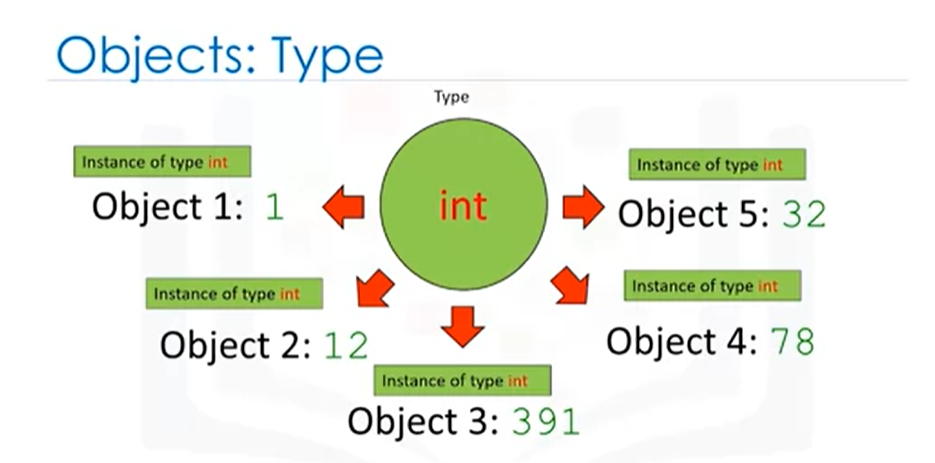 Objects: Type
Type
int
Instance of type int
Object 1: 1
Instance of type int
Object 2: 12
Instance of type int
Object 3: 391
Instance of type int
Object 4: 78
Instance of type int
Object 5: 32